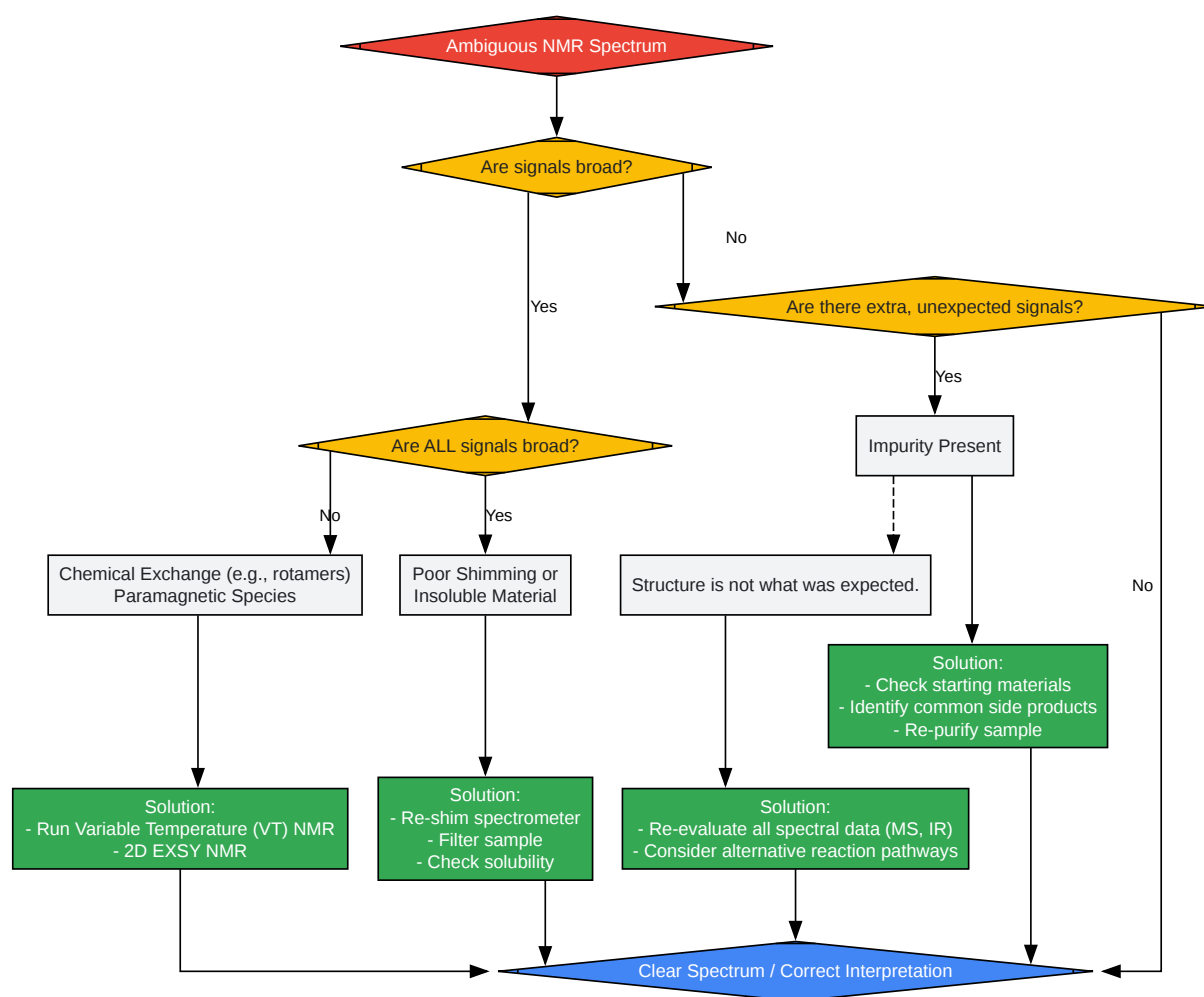 Ambiguous NMR Spectrum
Are signals broad?
No
Yes
Are there extra, unexpected signals?
Yes
Are ALL signals broad?
Impurity Present
No
Yes
Chemical Exchange (e.g., rotamers)
Paramagnetic Species
Poor Shimming or
Insoluble Material
Structure is not what was expected.
No
Solution:
- Check starting materials
- Identify common side products
- Re-purify sample
Solution:
- Run Variable Temperature (VT) NMR
- 2D EXSY NMR
Solution:
- Re-shim spectrometer
- Filter sample
- Check solubility
Solution:
- Re-evaluate all spectral data (MS, IR)
- Consider alternative reaction pathways
Clear Spectrum / Correct Interpretation